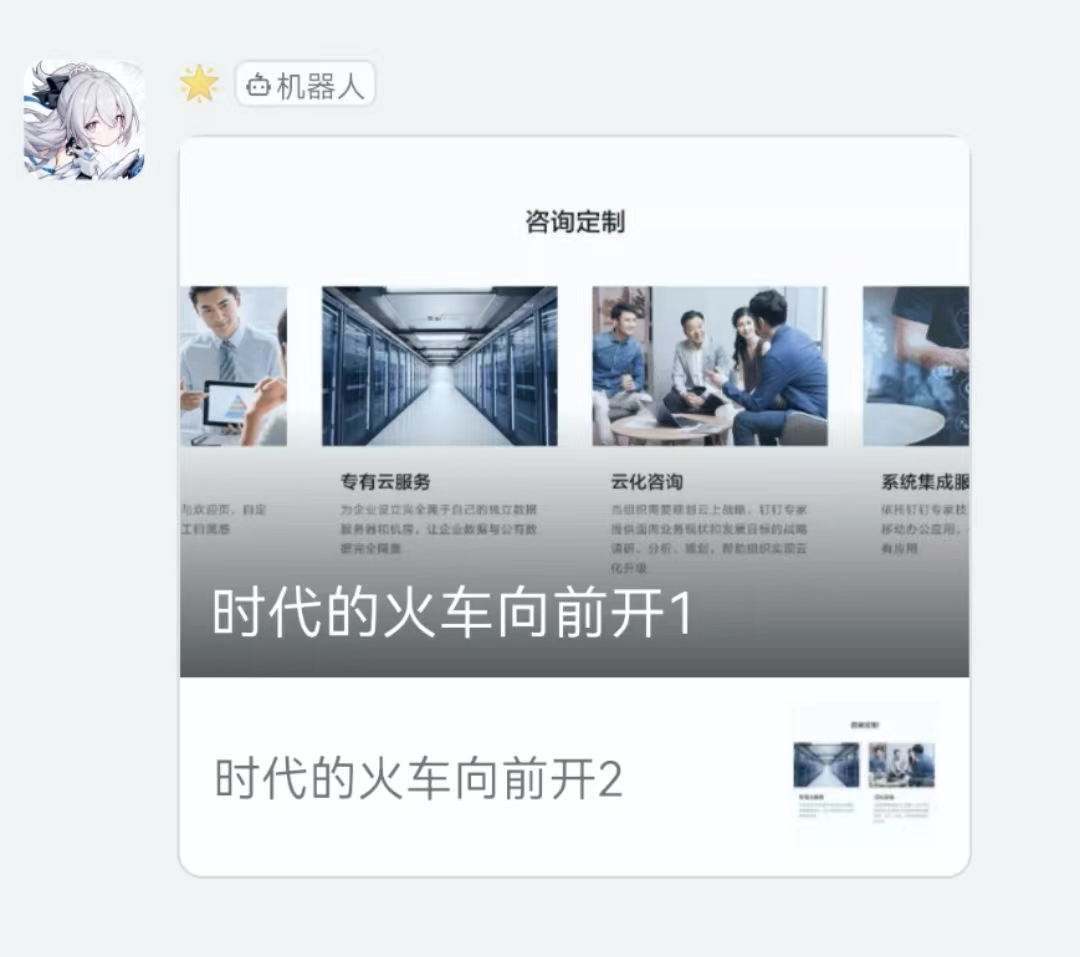 机器人
咨询定制
专有云服务
为企业设立完全属于自己的独立数据
服务器和机房，让企业数据与公有数
据完全隔离
云化咨询
当组织需要规划云上战略，钉钉专家
提供面向业务现状和发展目标的战略
调研、分析、规划，帮助组织实现云
化升级
系统集成服
依托钉钉专家技
移动办公应用，
有应用
与欢迎页，自定
工归属感
时代的火车向前开1
时代的火车向前开2
咨询定制